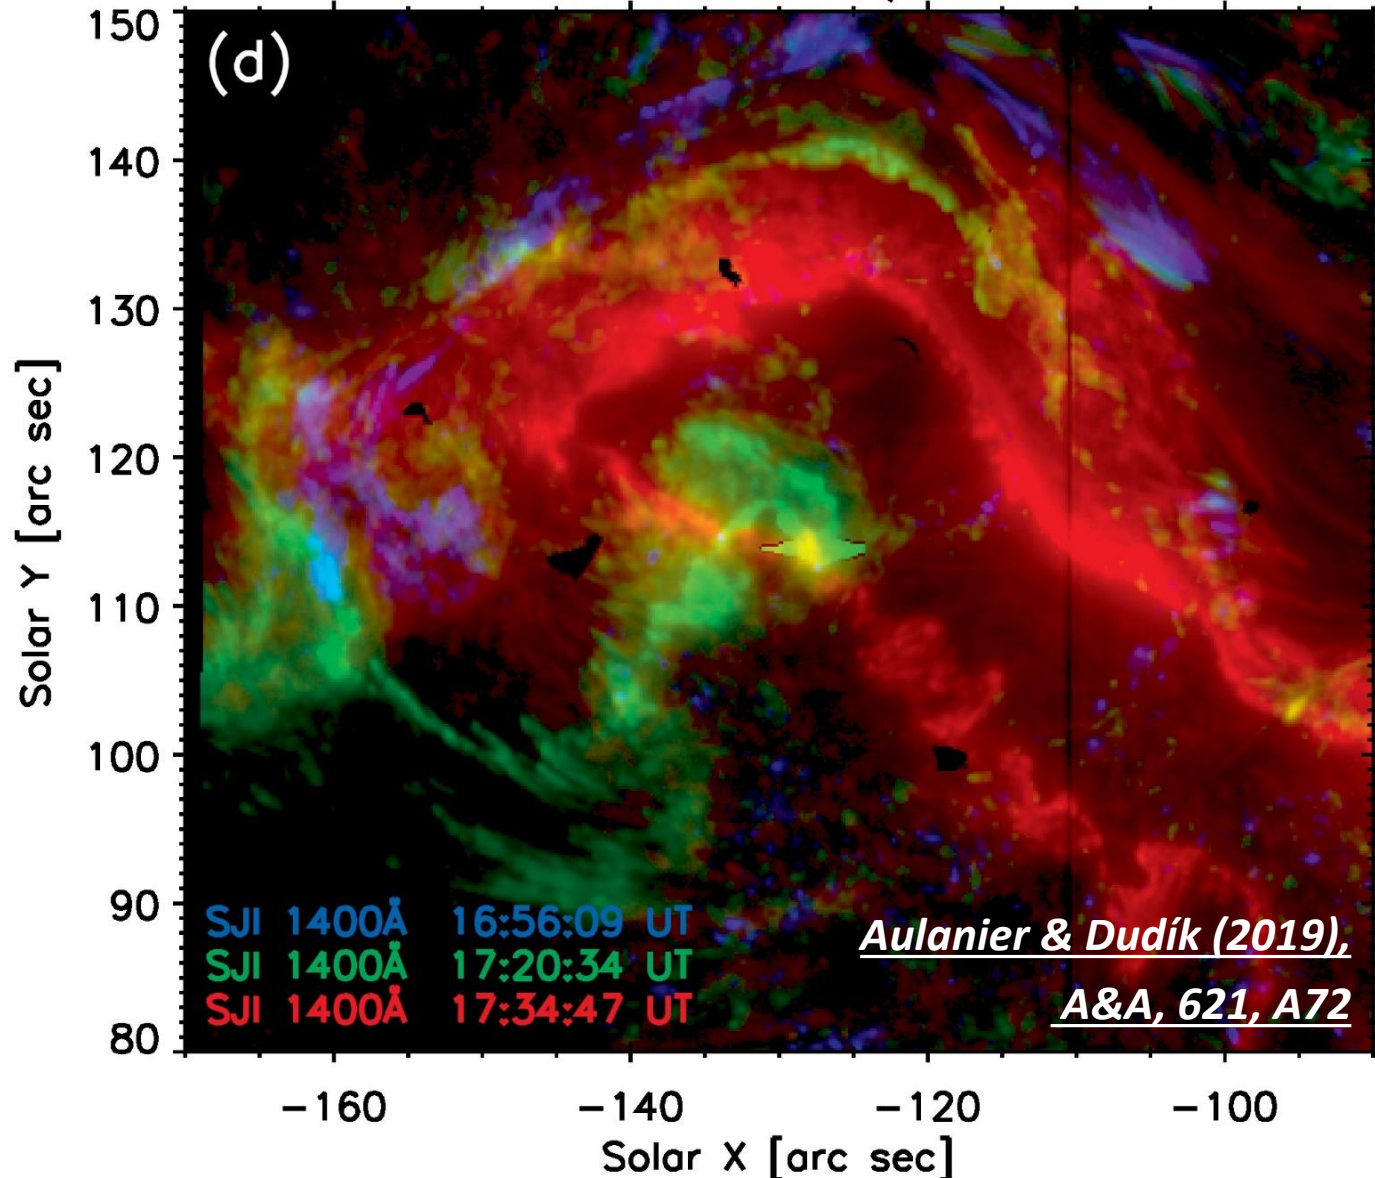 (d)
150
140
130
120
110
100
90
80
Solar Y [arc sec]
SJI 1400Å 16:56:09 UT
SJI 1400Å 17:20:34 UT
SJI 1400Å 17:34:47 UT
Aulanier & Dudík (2019),
A&A, 621, A72
−160 −140 −120 −100
Solar X [arc sec]